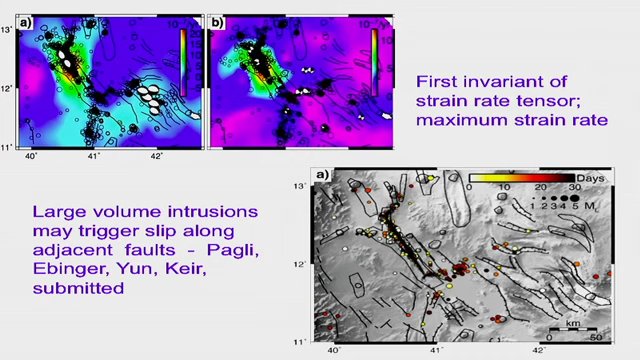 a)
b)
13˚
12˚
11˚
40˚
41˚
42˚
20
10
First invariant of
strain rate tensor;
maximum strain rate
Large volume intrusions
may trigger slip along
adjacent faults - Pagli,
Ebinger, Yun, Keir,
submitted
a)
Days
0 10 20 30
1 2 3 4 5 M
13˚
12˚
11˚
km
0 50
40˚
41˚
42˚